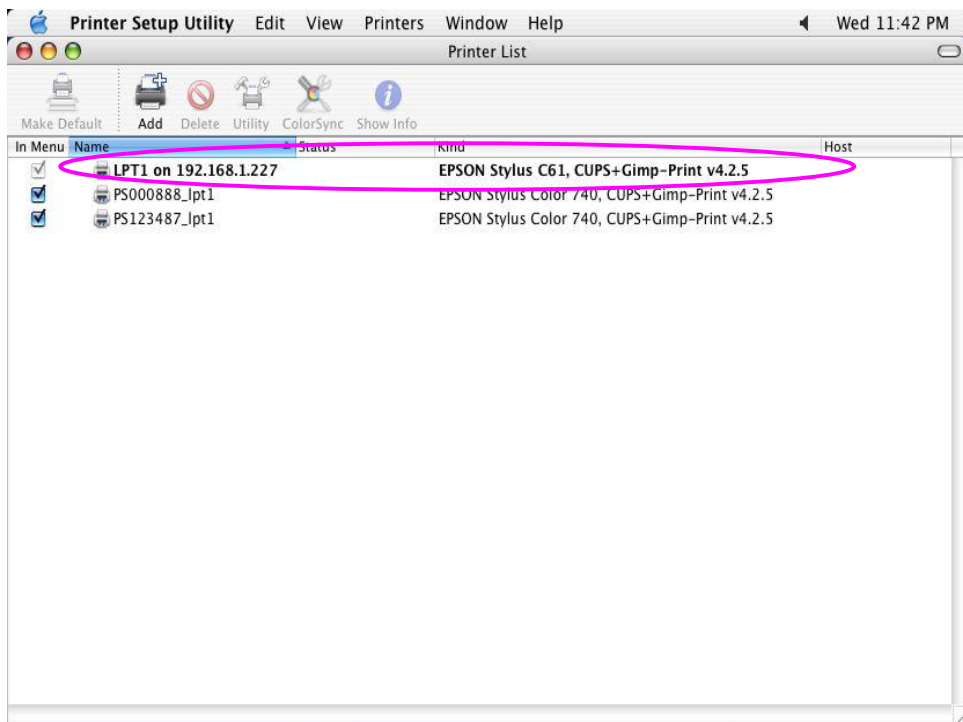 Printer Setup Utility Edit View Printers Window Help Wed 11:42 PM
Printer List
Make Default Add Delete Utility ColorSync Show Info
In Menu Name Status Kind Host
LPT1 on 192.168.1.227 EPSON Stylus C61, CUPS+Gimp-Print v4.2.5
PS000888_lpt1 EPSON Stylus Color 740, CUPS+Gimp-Print v4.2.5
PS123487_lpt1 EPSON Stylus Color 740, CUPS+Gimp-Print v4.2.5